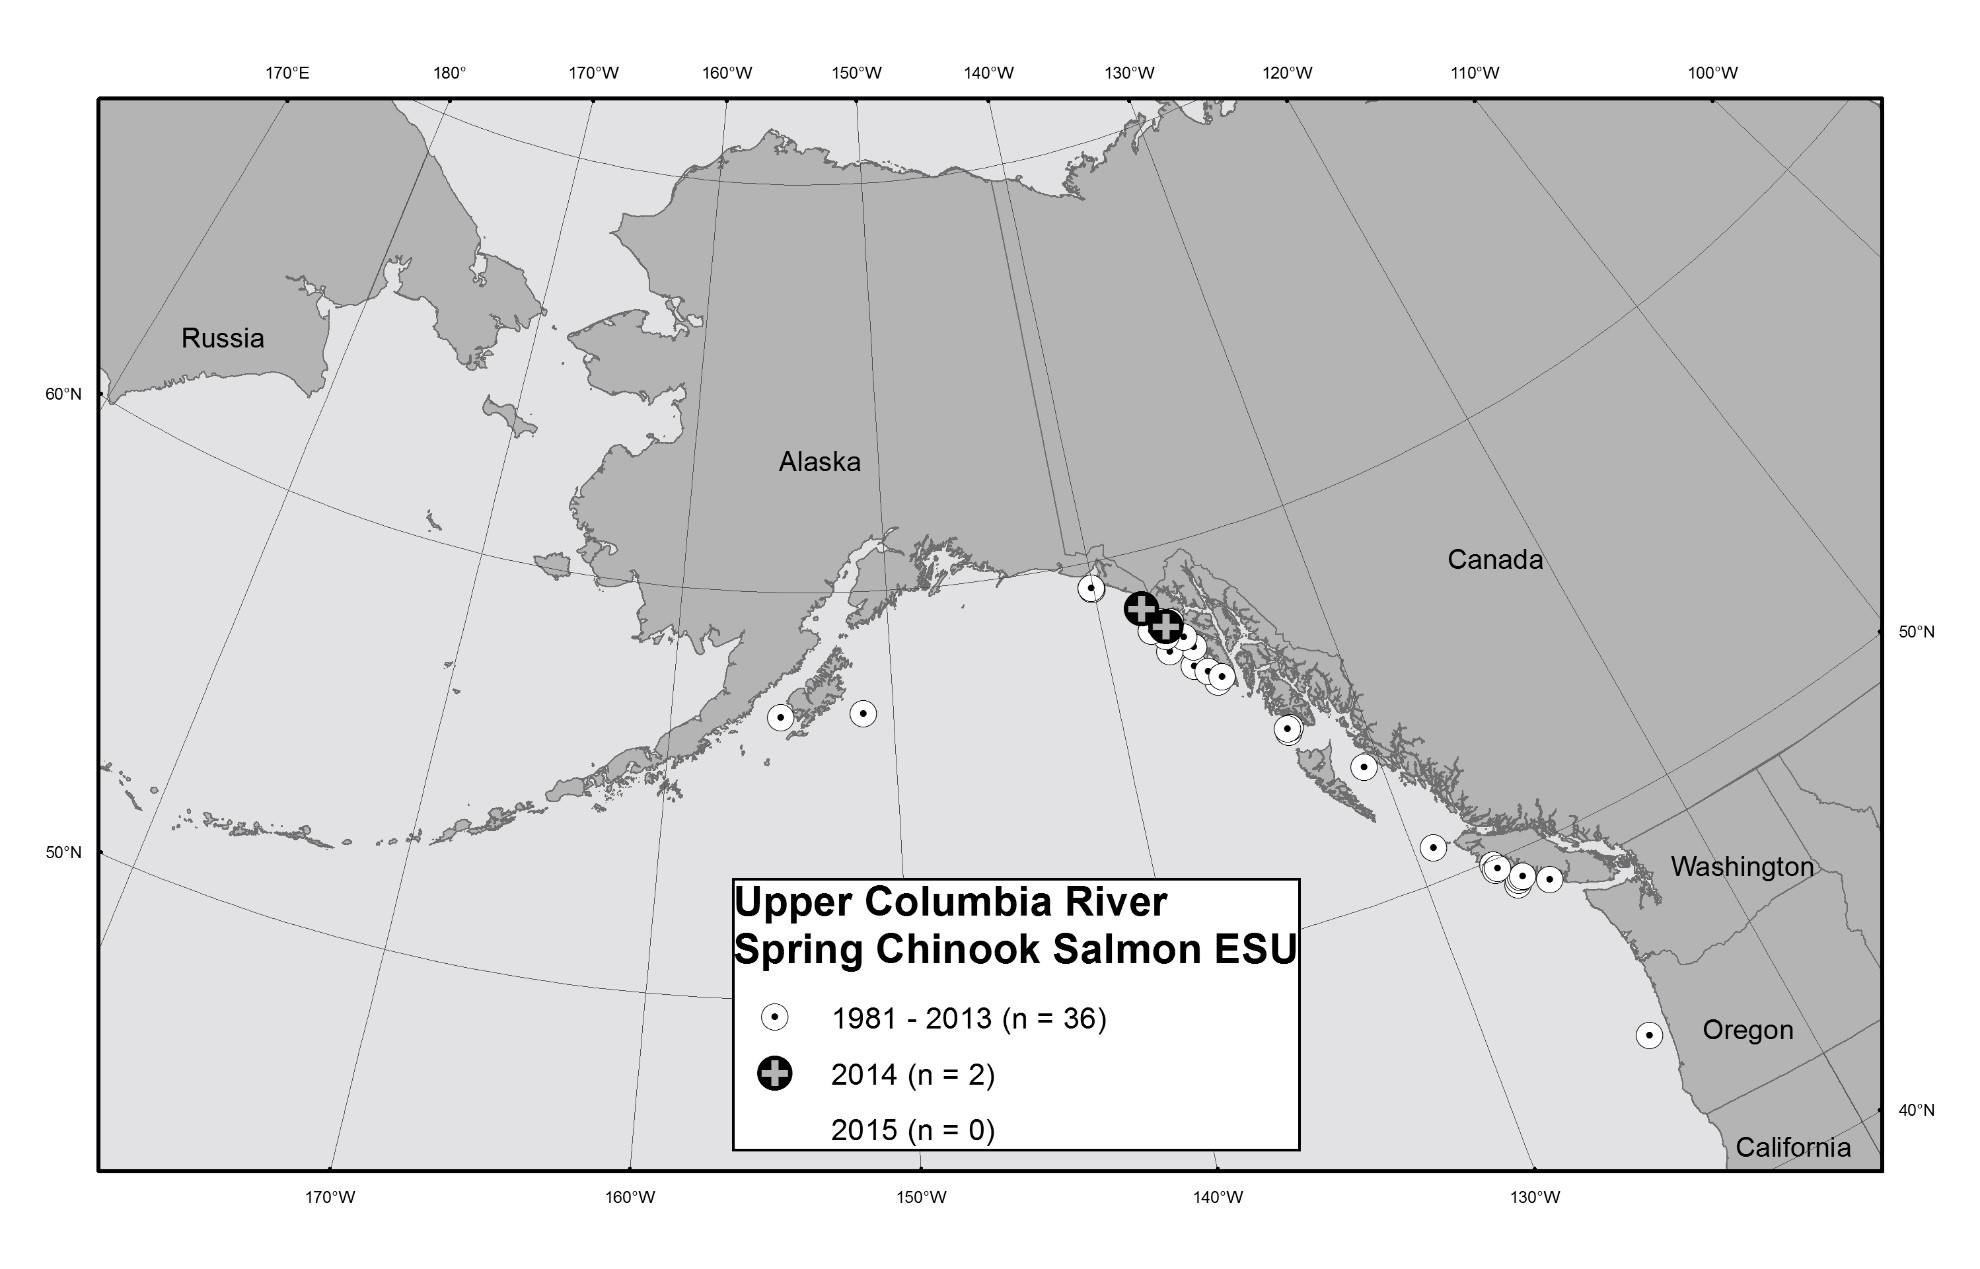 170°E 180° 170°W 160°W 150°W 140°W 130°W 120°W 110°W 100°W
Russia
60°N
Alaska
Canada
50°N
50°N
Washington
Upper Columbia River
Spring Chinook Salmon ESU
1981 - 2013 (n = 36)
2014 (n = 2)
2015 (n = 0)
Oregon
40°N
California
170°W 160°W 150°W 140°W 130°W